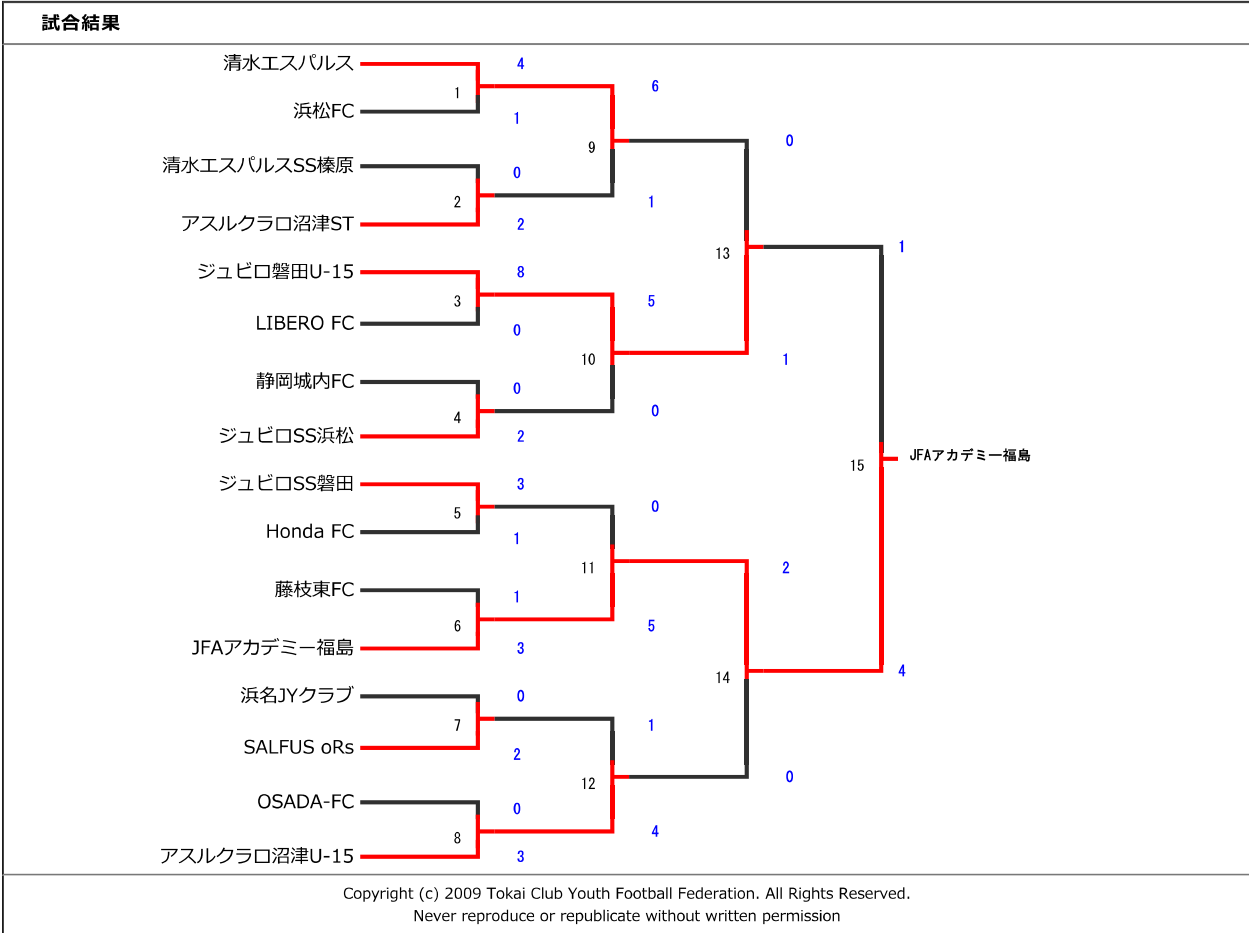 試合結果
清水エスパルス
4
1
6
浜松FC
1
9
0
清水エスパルスSS榛原
0
2
1
アスルクラロ沼津ST
2
13
1
ジュビロ磐田U-15
8
3
5
LIBERO FC
0
10
1
静岡城内FC
0
4
0
ジュビロSS浜松
2
15
JFAアカデミー福島
ジュビロSS磐田
3
5
0
Honda FC
1
11
2
藤枝東FC
1
6
5
JFAアカデミー福島
3
14
4
浜名JYクラブ
0
7
1
SALFUS oRs
2
12
0
OSADA-FC
0
8
4
アスルクラロ沼津U-15
3
Copyright (c) 2009 Tokai Club Youth Football Federation. All Rights Reserved.
Never reproduce or republicate without written permission